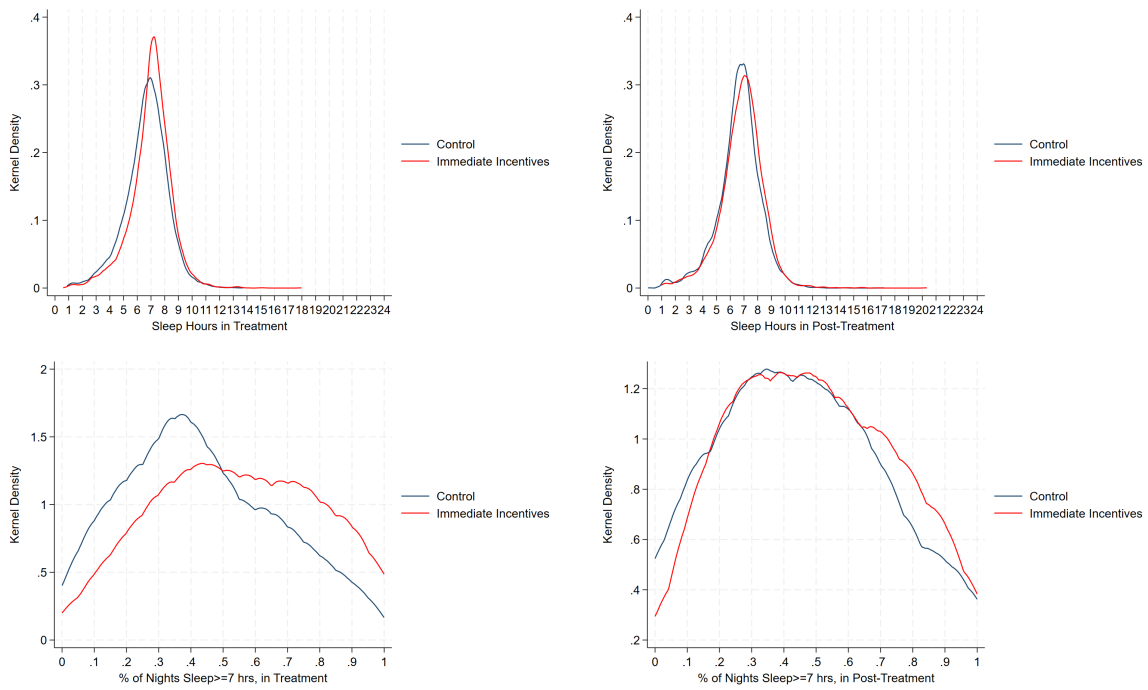 .4
.3
.2
.1
0
Kernel Density
0 1 2 3 4 5 6 7 8 9 10 11 12 13 14 15 16 17 18 19 20 21 22 23 24
Sleep Hours in Treatment
Control
Immediate Incentives
.4
.3
.2
.1
0
Kernel Density
0 1 2 3 4 5 6 7 8 9 10 11 12 13 14 15 16 17 18 19 20 21 22 23 24
Sleep Hours in Post-Treatment
Control
Immediate Incentives
2
1.5
1
.5
0
Kernel Density
0 .1 .2 .3 .4 .5 .6 .7 .8 .9 1
% of Nights Sleep>=7 hrs, in Treatment
Control
Immediate Incentives
1.2
1
.8
.6
.4
.2
Kernel Density
0 .1 .2 .3 .4 .5 .6 .7 .8 .9 1
% of Nights Sleep>=7 hrs, in Post-Treatment
Control
Immediate Incentives